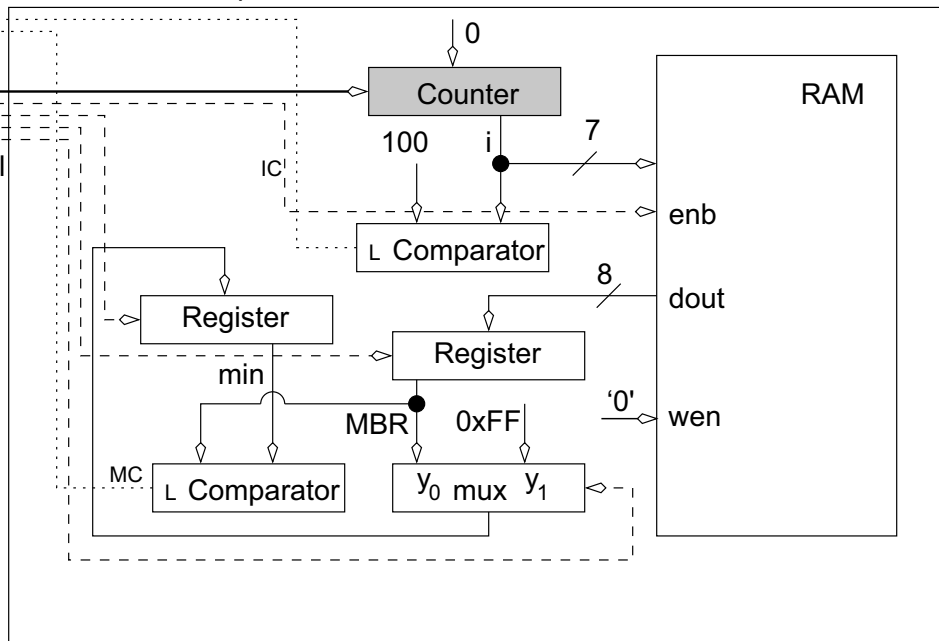 0
Counter
RAM
100
i
7
IC
enb
L Comparator
8
dout
Register
Register
min
MBR
0xFF
'0'
wen
MC
L Comparator
y0 mux y1